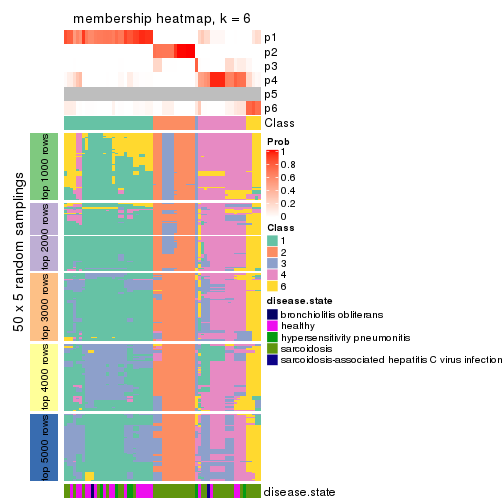 membership heatmap, k = 6
p1
p2
p3
p4
p5
p6
Class
50 x 5 random samplings
top 1000 rows
top 2000 rows
top 3000 rows
top 4000 rows
top 5000 rows
disease.state
Prob
1
0.8
0.6
0.4
0.2
0
Class
1
2
3
4
6
disease.state
bronchiolitis obliterans
healthy
hypersensitivity pneumonitis
sarcoidosis
sarcoidosis-associated hepatitis C virus infection